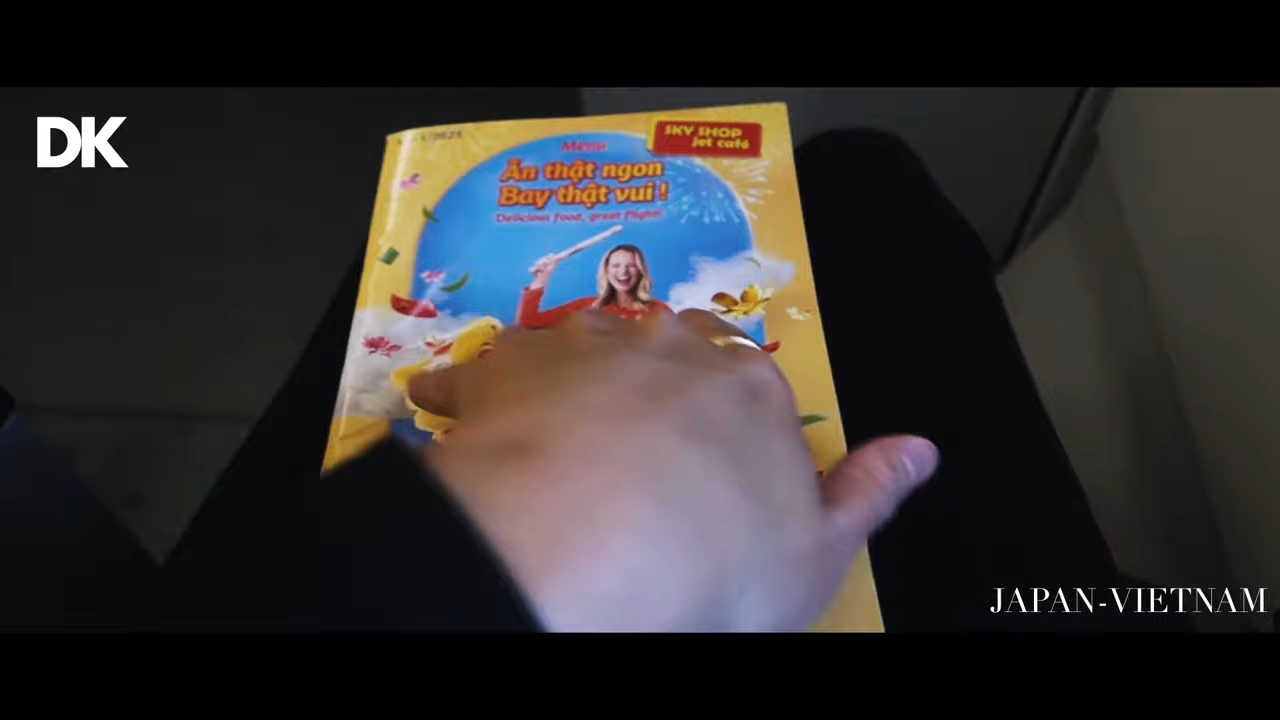 DK
SKY SHOP
jet café
Menu
Ăn thật ngon
Bay thật vui !
Delicious food, great flight!
JAPAN-VIETNAM